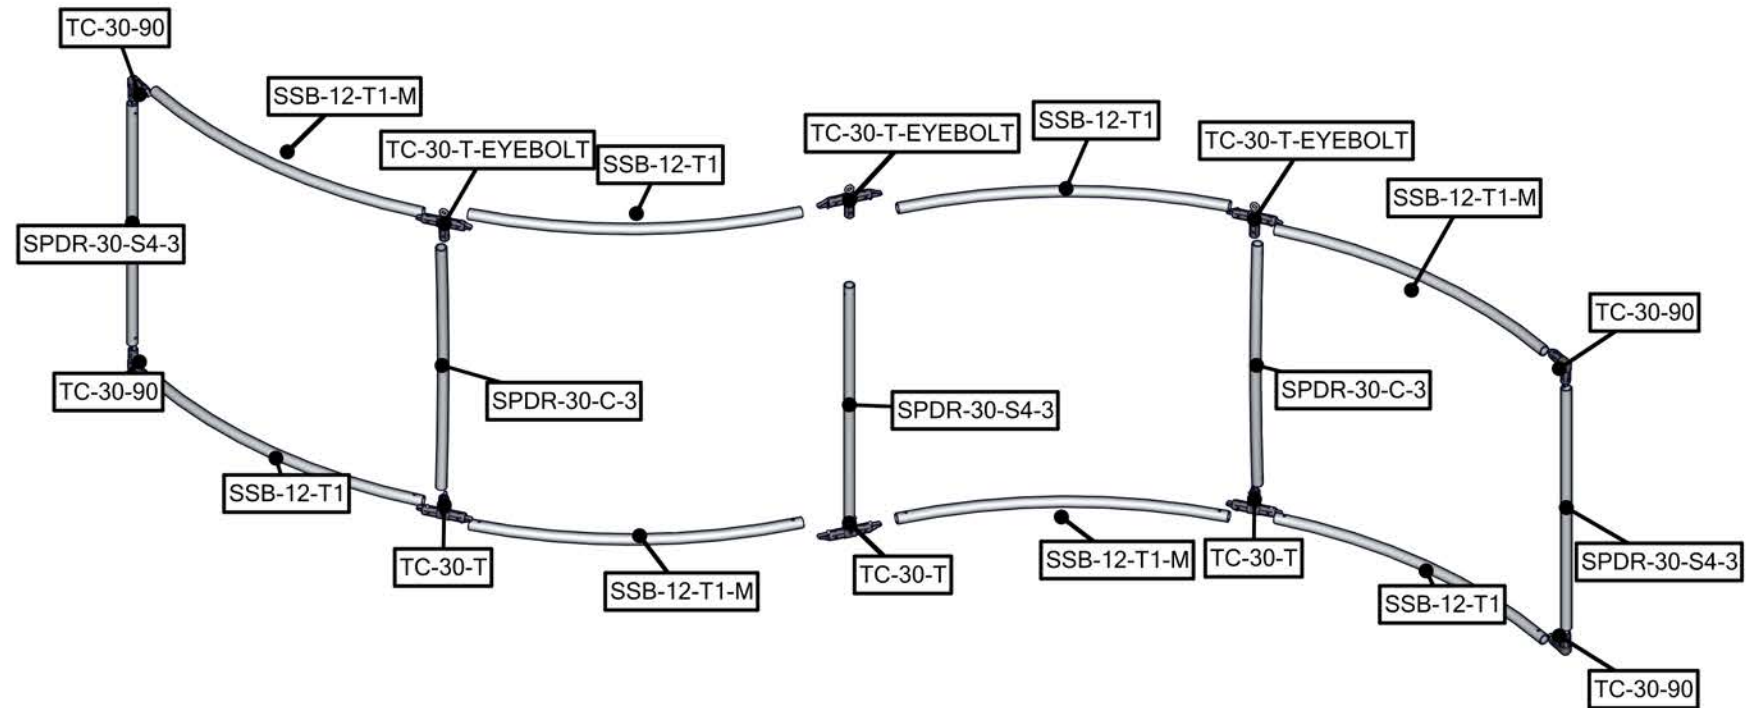 TC-30-90
SSB-12-T1-M
TC-30-T-EYEBOLT
SSB-12-T1
TC-30-T-EYEBOLT
SSB-12-T1
TC-30-T-EYEBOLT
SSB-12-T1-M
SPDR-30-S4-3
TC-30-90
TC-30-90
SPDR-30-C-3
SPDR-30-S4-3
SPDR-30-C-3
SSB-12-T1
TC-30-T
SSB-12-T1-M
TC-30-T
SSB-12-T1-M
TC-30-T
SPDR-30-S4-3
SSB-12-T1
TC-30-90